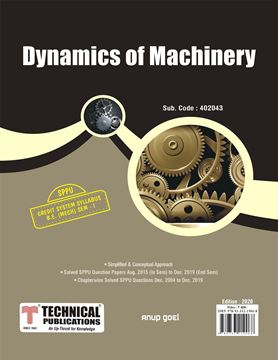 Dynamics of Machinery
Sub. Code : 402043
SPPU
CREDIT SYSTEM SYLLABUS
B.E. (MECH) SEM - I
• Simplified & Conceptual Approach
• Solved SPPU Question Papers Aug. 2015 (In Sem) to Dec. 2019 (End Sem)
• Chapterwise Solved SPPU Questions Dec. 2004 to Dec. 2019
TECHNICAL
PUBLICATIONS
SINCE 1993 An Up-Thrust for Knowledge
anup goel
Edition : 2020